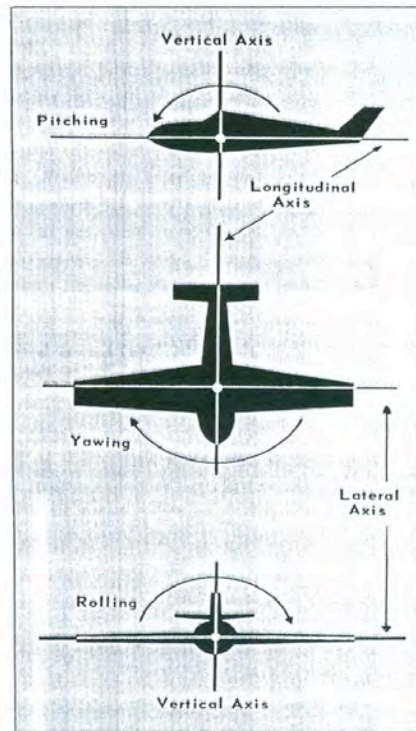 Vertical Axis
Pitching
Longitudinal
Axis
Yawing
Lateral
Axis
Rolling
Vertical Axis